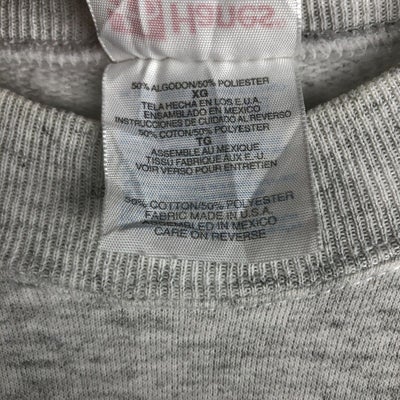 Hanes
50% ALGODON/50% POLIESTER
XG
TELA HECHA EN LOS E.U.A.
ENSAMBLADO EN MEXICO
INSTRUCCIONES DE CUIDADO AL REVERSO
50% COTON/50% POLYESTER
TG
ASSEMBLE AU MEXIQUE
TISSU FABRIQUE AUX E.-U.
VOIR VERSO POUR ENTRETIEN
50% COTTON/50% POLYESTER
FABRIC MADE IN U.S.A.
ASSEMBLED IN MEXICO
CARE ON REVERSE